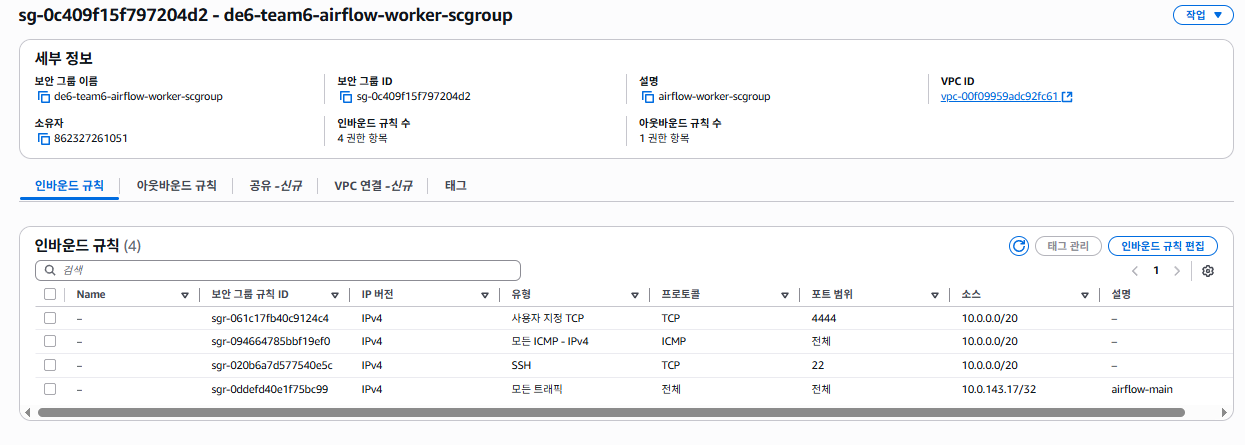 sg-0c409f15f797204d2 - de6-team6-airflow-worker-scgroup
작업
세부 정보
보안 그룹 이름 보안 그룹 ID 설명 VPC ID
de6-team6-airflow-worker-scgroup sg-0c409f15f797204d2 airflow-worker-scgroup vpc-00f09959adc92fc61
소유자 인바운드 규칙 수 아웃바운드 규칙 수
862327261051 4 권한 항목 1 권한 항목
인바운드 규칙 아웃바운드 규칙 공유 -신규 VPC 연결 -신규 태그
인바운드 규칙 (4) 태그 관리 인바운드 규칙 편집
검색 1
Name 보안 그룹 규칙 ID IP 버전 유형 프로토콜 포트 범위 소스 설명
– sgr-061c17fb40c9124c4 IPv4 사용자 지정 TCP TCP 4444 10.0.0.0/20 –
– sgr-094664785bbf19ef0 IPv4 모든 ICMP - IPv4 ICMP 전체 10.0.0.0/20 –
– sgr-020b6a7d577540e5c IPv4 SSH TCP 22 10.0.0.0/20 –
– sgr-0ddefd40e1f75bc99 IPv4 모든 트래픽 전체 전체 10.0.143.17/32 airflow-main